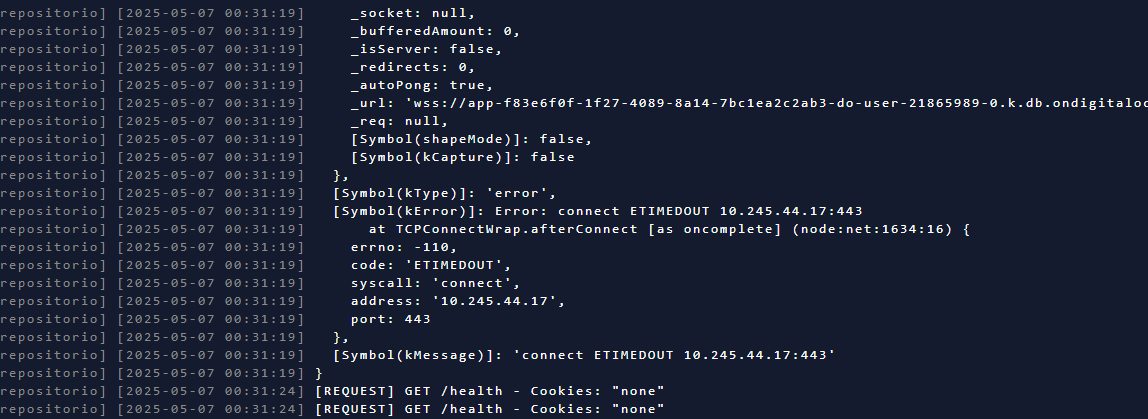 repositorio] [2025-05-07 00:31:19] _socket: null,
repositorio] [2025-05-07 00:31:19] _bufferedAmount: 0,
repositorio] [2025-05-07 00:31:19] _isServer: false,
repositorio] [2025-05-07 00:31:19] _redirects: 0,
repositorio] [2025-05-07 00:31:19] _autoPong: true,
repositorio] [2025-05-07 00:31:19] _url: 'wss://app-f83e6f0f-1f27-4089-8a14-7bc1ea2c2ab3-do-user-21865989-0.k.db.ondigitaloc
repositorio] [2025-05-07 00:31:19] _req: null,
repositorio] [2025-05-07 00:31:19] [Symbol(shapeMode)]: false,
repositorio] [2025-05-07 00:31:19] [Symbol(kCapture)]: false
repositorio] [2025-05-07 00:31:19] },
repositorio] [2025-05-07 00:31:19] [Symbol(kType)]: 'error',
repositorio] [2025-05-07 00:31:19] [Symbol(kError)]: Error: connect ETIMEDOUT 10.245.44.17:443
repositorio] [2025-05-07 00:31:19] at TCPConnectWrap.afterConnect [as oncomplete] (node:net:1634:16) {
repositorio] [2025-05-07 00:31:19] errno: -110,
repositorio] [2025-05-07 00:31:19] code: 'ETIMEDOUT',
repositorio] [2025-05-07 00:31:19] syscall: 'connect',
repositorio] [2025-05-07 00:31:19] address: '10.245.44.17',
repositorio] [2025-05-07 00:31:19] port: 443
repositorio] [2025-05-07 00:31:19] },
repositorio] [2025-05-07 00:31:19] [Symbol(kMessage)]: 'connect ETIMEDOUT 10.245.44.17:443'
repositorio] [2025-05-07 00:31:19] }
repositorio] [2025-05-07 00:31:24] [REQUEST] GET /health - Cookies: "none"
repositorio] [2025-05-07 00:31:24] [REQUEST] GET /health - Cookies: "none"